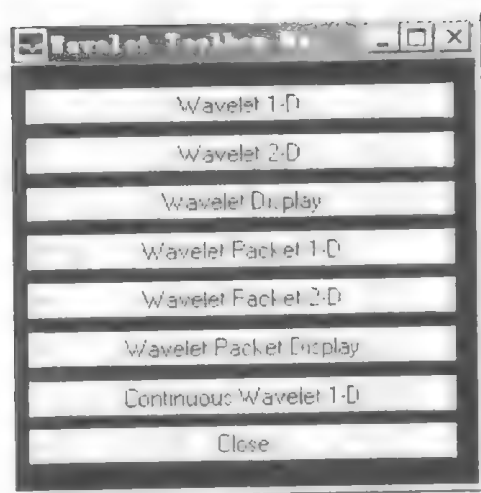 Wavelet 1-D
Wavelet 2-D
Wavelet Display
Wavelet Packet 1-D
Wavelet Packet 2-D
Wavelet Packet Display
Continuous Wavelet 1-D
Close